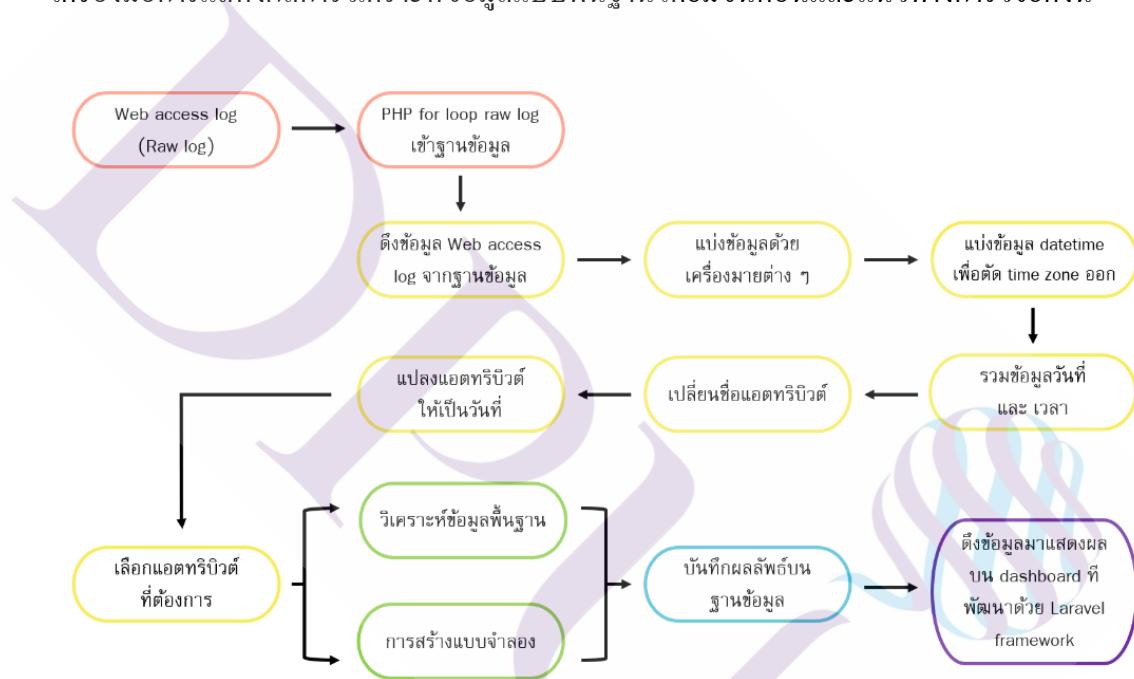 Web access log
(Raw log)
PHP for loop raw log
เข้าฐานข้อมูล
ดึงข้อมูล Web access
log จากฐานข้อมูล
แบ่งข้อมูลด้วย
เครื่องมายต่าง ๆ
แบ่งข้อมูล datetime
เพื่อตัด time zone ออก
รวมข้อมูลวันที่
และ เวลา
เปลี่ยนชื่อแอตทริบิวต์
แปลงแอตทริบิวต์
ให้เป็นวันที่
เลือกแอตทริบิวต์
ที่ต้องการ
วิเคราะห์ข้อมูลพื้นฐาน
การสร้างแบบจำลอง
บันทึกผลลัพธ์บน
ฐานข้อมูล
ดึงข้อมูลมาแสดงผล
บน dashboard ที
พัฒนาด้วย Laravel
framework